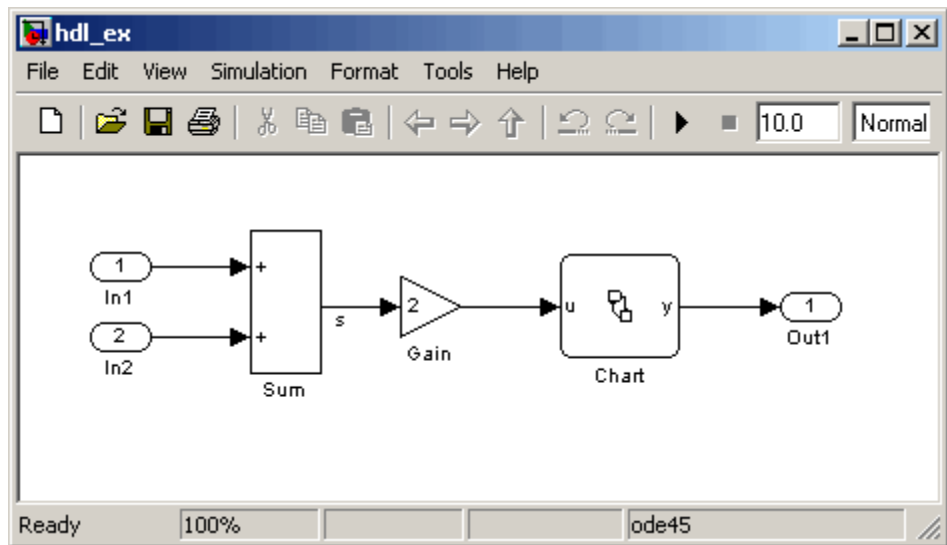 hdl_ex
File Edit View Simulation Format Tools Help
10.0 Normal
1
+
In1
2
u
y
1
s
2
+
Out1
In2
Gain
Sum
Chart
Ready 100% ode45